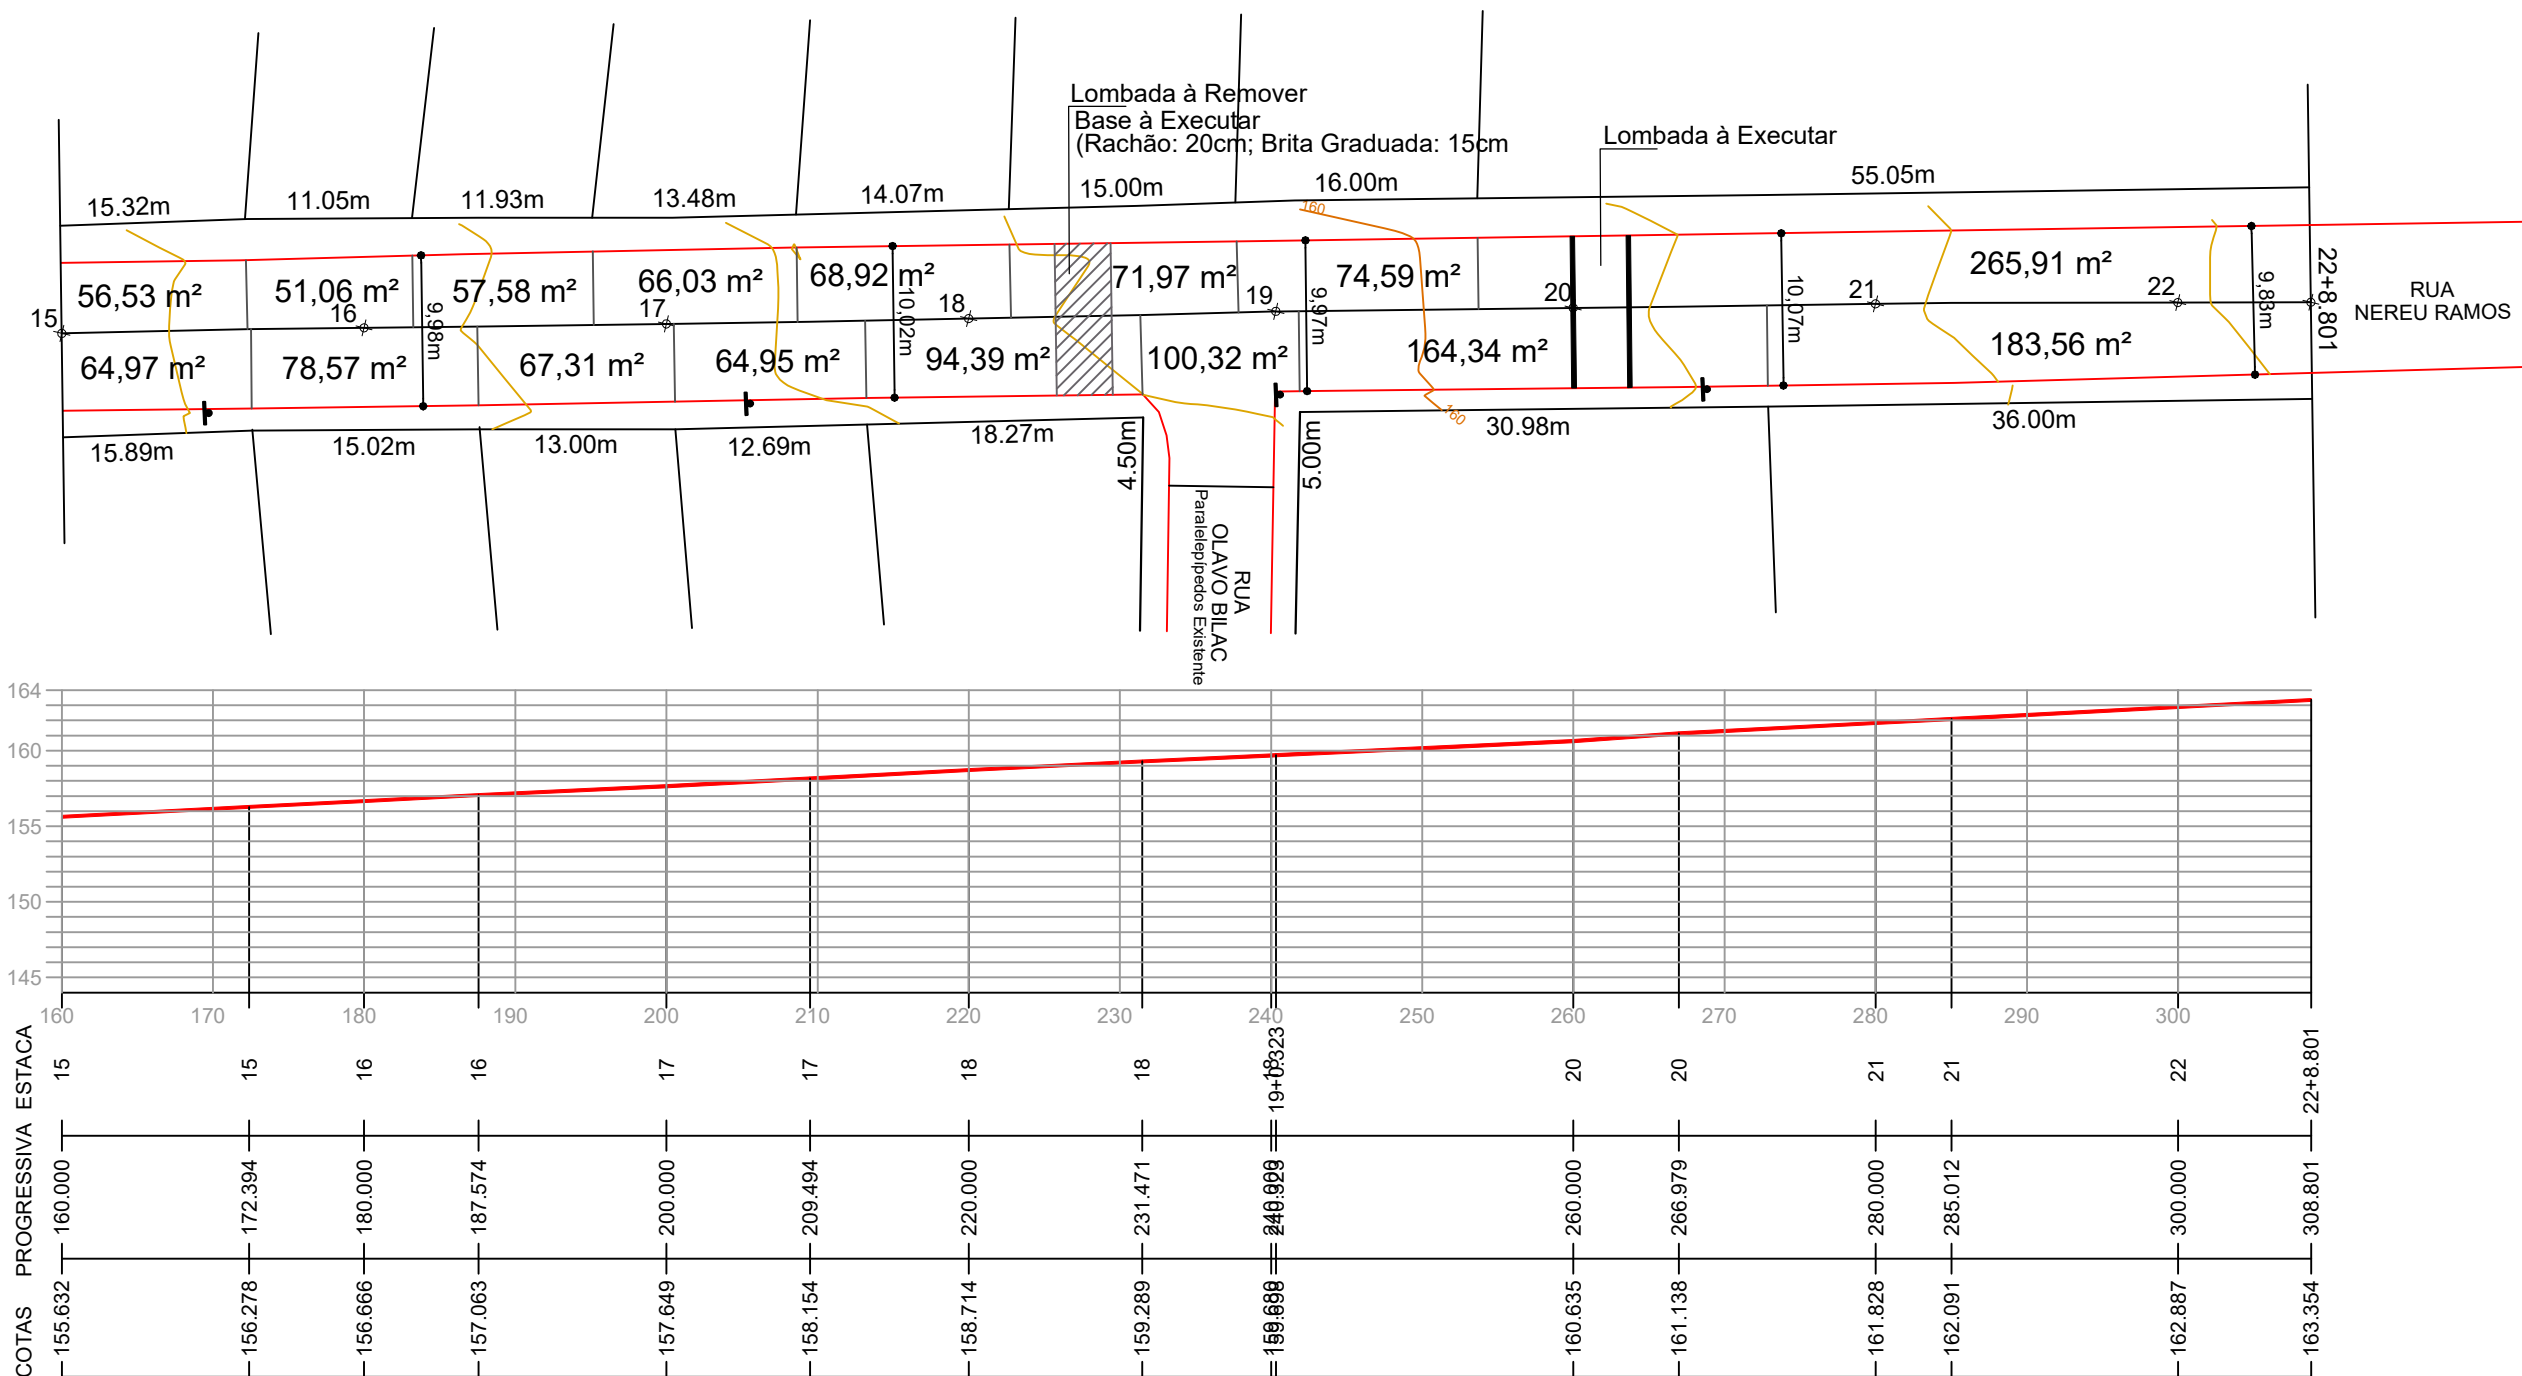 Lombada à Remover
Base à Executar
(Rachão: 20cm; Brita Graduada: 15cm
Lombada à Executar
15.32m
11.05m
11.93m
13.48m
14.07m
15.00m
16.00m
55.05m
160
56,53 m²
51,06 m²
57,58 m²
66,03 m²
68,92 m²
71,97 m²
74,59 m²
265,91 m²
15
16
17
18
19
20
21
22
22+8.801
9,98m
10,02m
9,97m
10,07m
9,83m
RUA
NEREU RAMOS
64,97 m²
78,57 m²
67,31 m²
64,95 m²
94,39 m²
100,32 m²
164,34 m²
183,56 m²
160
15.89m
15.02m
13.00m
12.69m
18.27m
4.50m
5.00m
30.98m
36.00m
RUA
OLAVO BILAC
Paralelepípedos Existente
164
160
155
150
145
160 170 180 190 200 210 220 230 240 250 260 270 280 290 300
ESTACA
15 15 16 16 17 17 18 18 19+0.323 20 20 21 21 22 22+8.801
PROGRESSIVA
160.000 172.394 180.000 187.574 200.000 209.494 220.000 231.471 240.000 240.323 260.000 266.979 280.000 285.012 300.000 308.801
COTAS
155.632 156.278 156.666 157.063 157.649 158.154 158.714 159.289 159.698 160.635 161.138 161.828 162.091 162.887 163.354